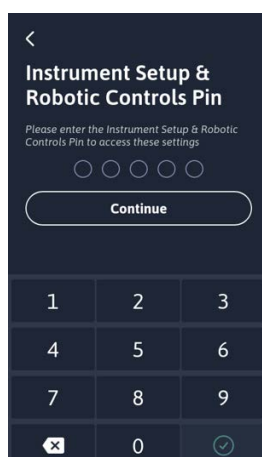 Instrument Setup &
Robotic Controls Pin
Please enter the Instrument Setup & Robotic
Controls Pin to access these settings
Continue
1 2 3
4 5 6
7 8 9
0